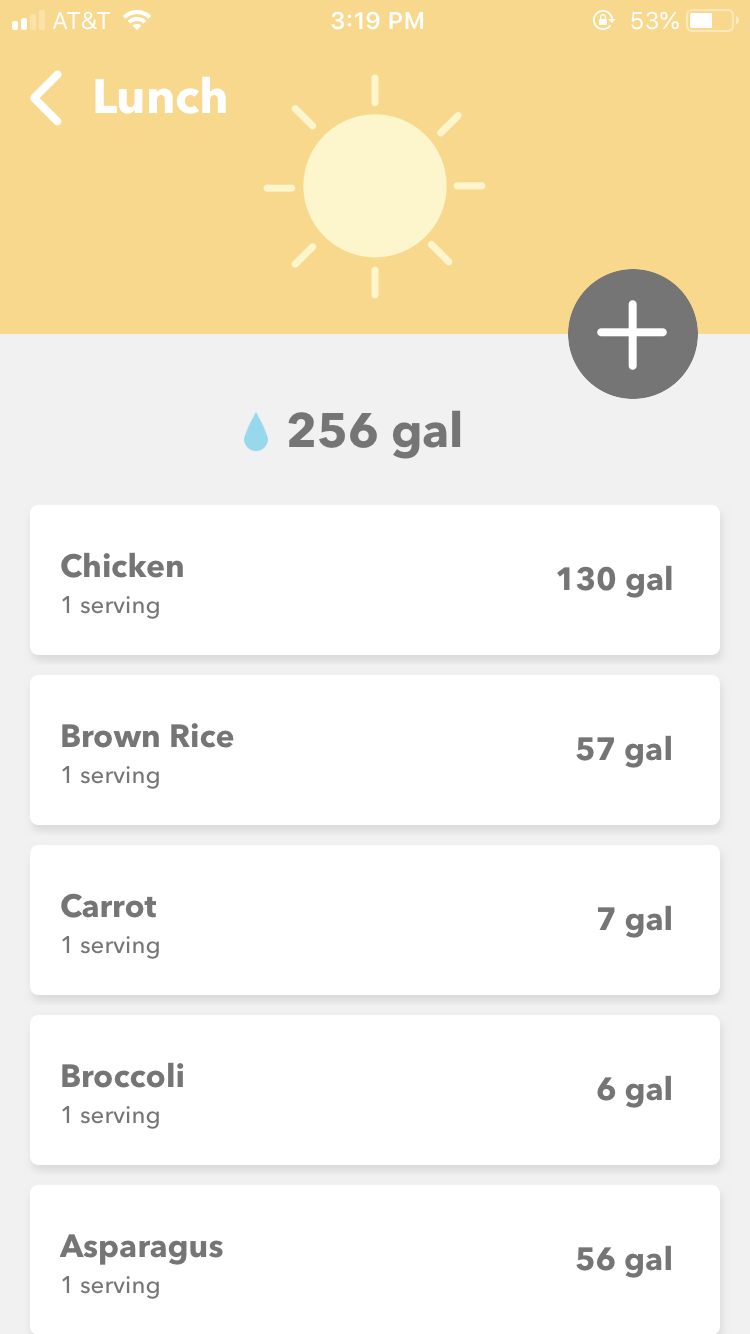 AT&T 3:19 PM 53%
Lunch
256 gal
Chicken
1 serving
130 gal
Brown Rice
1 serving
57 gal
Carrot
1 serving
7 gal
Broccoli
1 serving
6 gal
Asparagus
1 serving
56 gal